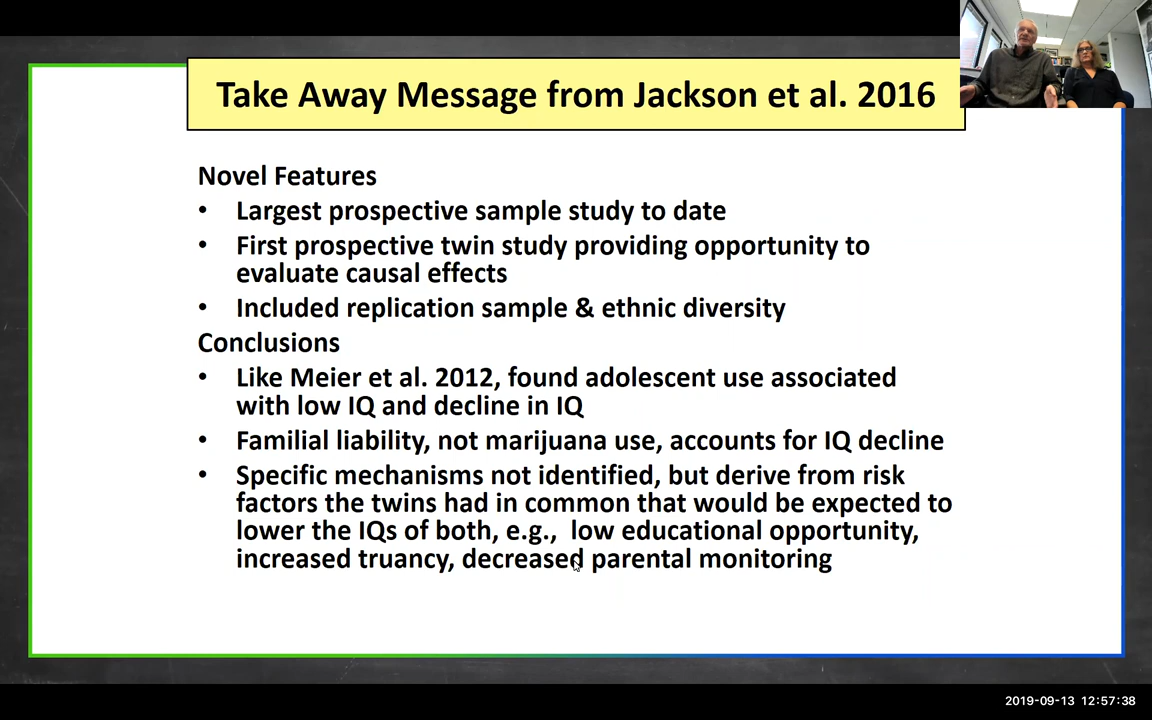 Take Away Message from Jackson et al. 2016
Novel Features
• Largest prospective sample study to date
• First prospective twin study providing opportunity to
evaluate causal effects
• Included replication sample & ethnic diversity
Conclusions
• Like Meier et al. 2012, found adolescent use associated
with low IQ and decline in IQ
• Familial liability, not marijuana use, accounts for IQ decline
• Specific mechanisms not identified, but derive from risk
factors the twins had in common that would be expected to
lower the IQs of both, e.g., low educational opportunity,
increased truancy, decreased parental monitoring
2019-09-13 12:57:38